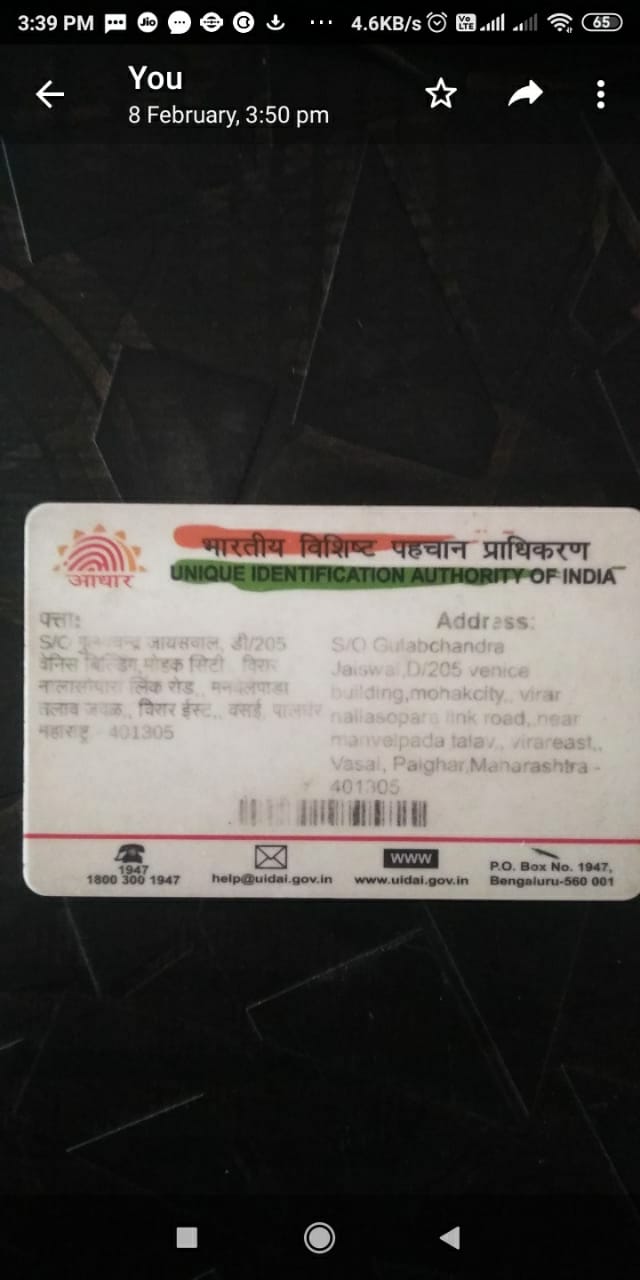 3:39 PM
4.6KB/s
Vo LTE
65
You
8 February, 3:50 pm
आधार
भारतीय विशिष्ट पहचान प्राधिकरण
UNIQUE IDENTIFICATION AUTHORITY OF INDIA
पत्ता:
S/O जायसवाल, डी/205
वेनिस बिल्डिंग,मोहक सिटी, विरार
नालासोपारा लिंक रोड,, मनवेलपाडा
तलाव जवळ,, विरार ईस्ट,, वसई, पालघर
महाराष्ट्र - 401305
Address:
S/O Gulabchandra
Jaiswal,D/205 venice
building,mohakcity,, virar
nallasopara link road,,near
manvelpada talav,, virareast,,
Vasai, Palghar,Maharashtra -
401305
1947
1800 300 1947
help@uidai.gov.in
www
www.uidai.gov.in
P.O. Box No. 1947,
Bengaluru-560 001